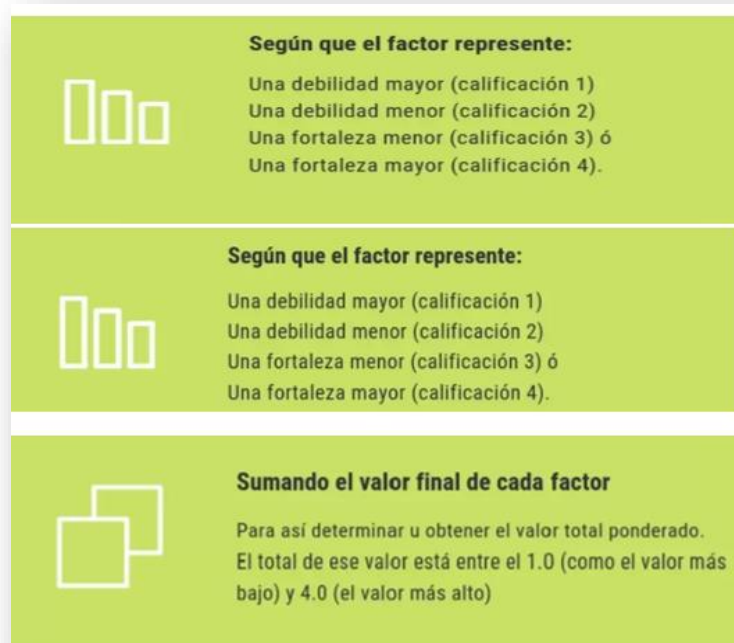 Según que el factor represente:
Una debilidad mayor (calificación 1)
Una debilidad menor (calificación 2)
Una fortaleza menor (calificación 3) ó
Una fortaleza mayor (calificación 4).
Según que el factor represente:
Una debilidad mayor (calificación 1)
Una debilidad menor (calificación 2)
Una fortaleza menor (calificación 3) ó
Una fortaleza mayor (calificación 4).
Sumando el valor final de cada factor
Para así determinar u obtener el valor total ponderado.
El total de ese valor está entre el 1.0 (como el valor más
bajo) y 4.0 (el valor más alto)